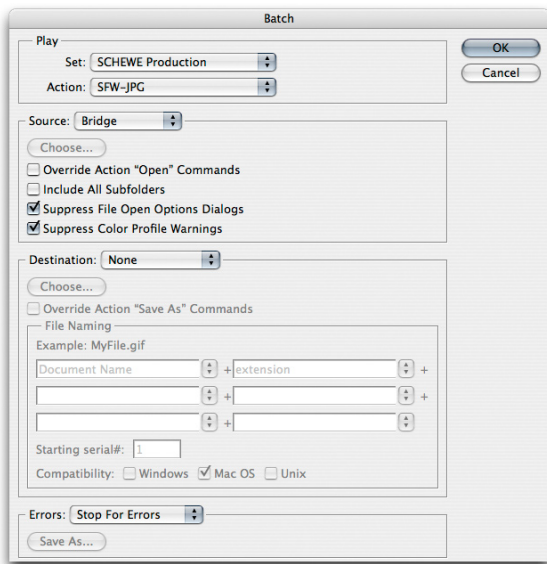 Batch
Play
Set: SCHEWE Production
Action: SFW-JPG
OK
Cancel
Source: Bridge
Choose...
Override Action “Open” Commands
Include All Subfolders
Suppress File Open Options Dialogs
Suppress Color Profile Warnings
Destination: None
Choose...
Override Action “Save As” Commands
File Naming
Example: MyFile.gif
Document Name + extension +
+ +
+
Starting serial#: 1
Compatibility: Windows Mac OS Unix
Errors: Stop For Errors
Save As...